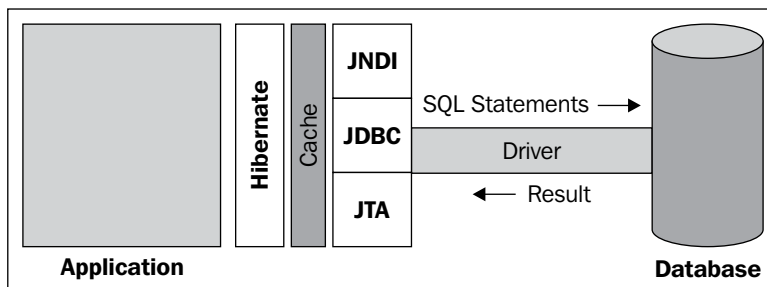 Hibernate
Cache
JNDI
JDBC
JTA
SQL Statements
Driver
Result
Application
Database